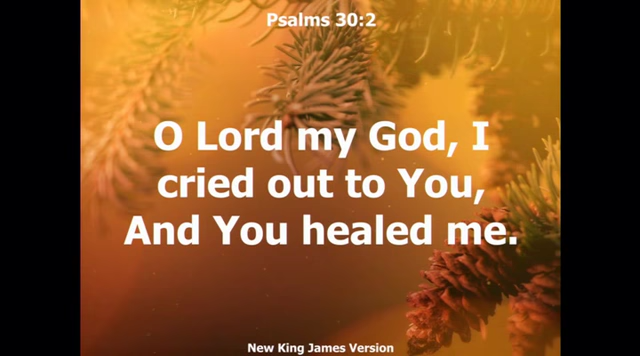 Psalms 30:2
O Lord my God, I
cried out to You,
And You healed me.
New King James Version